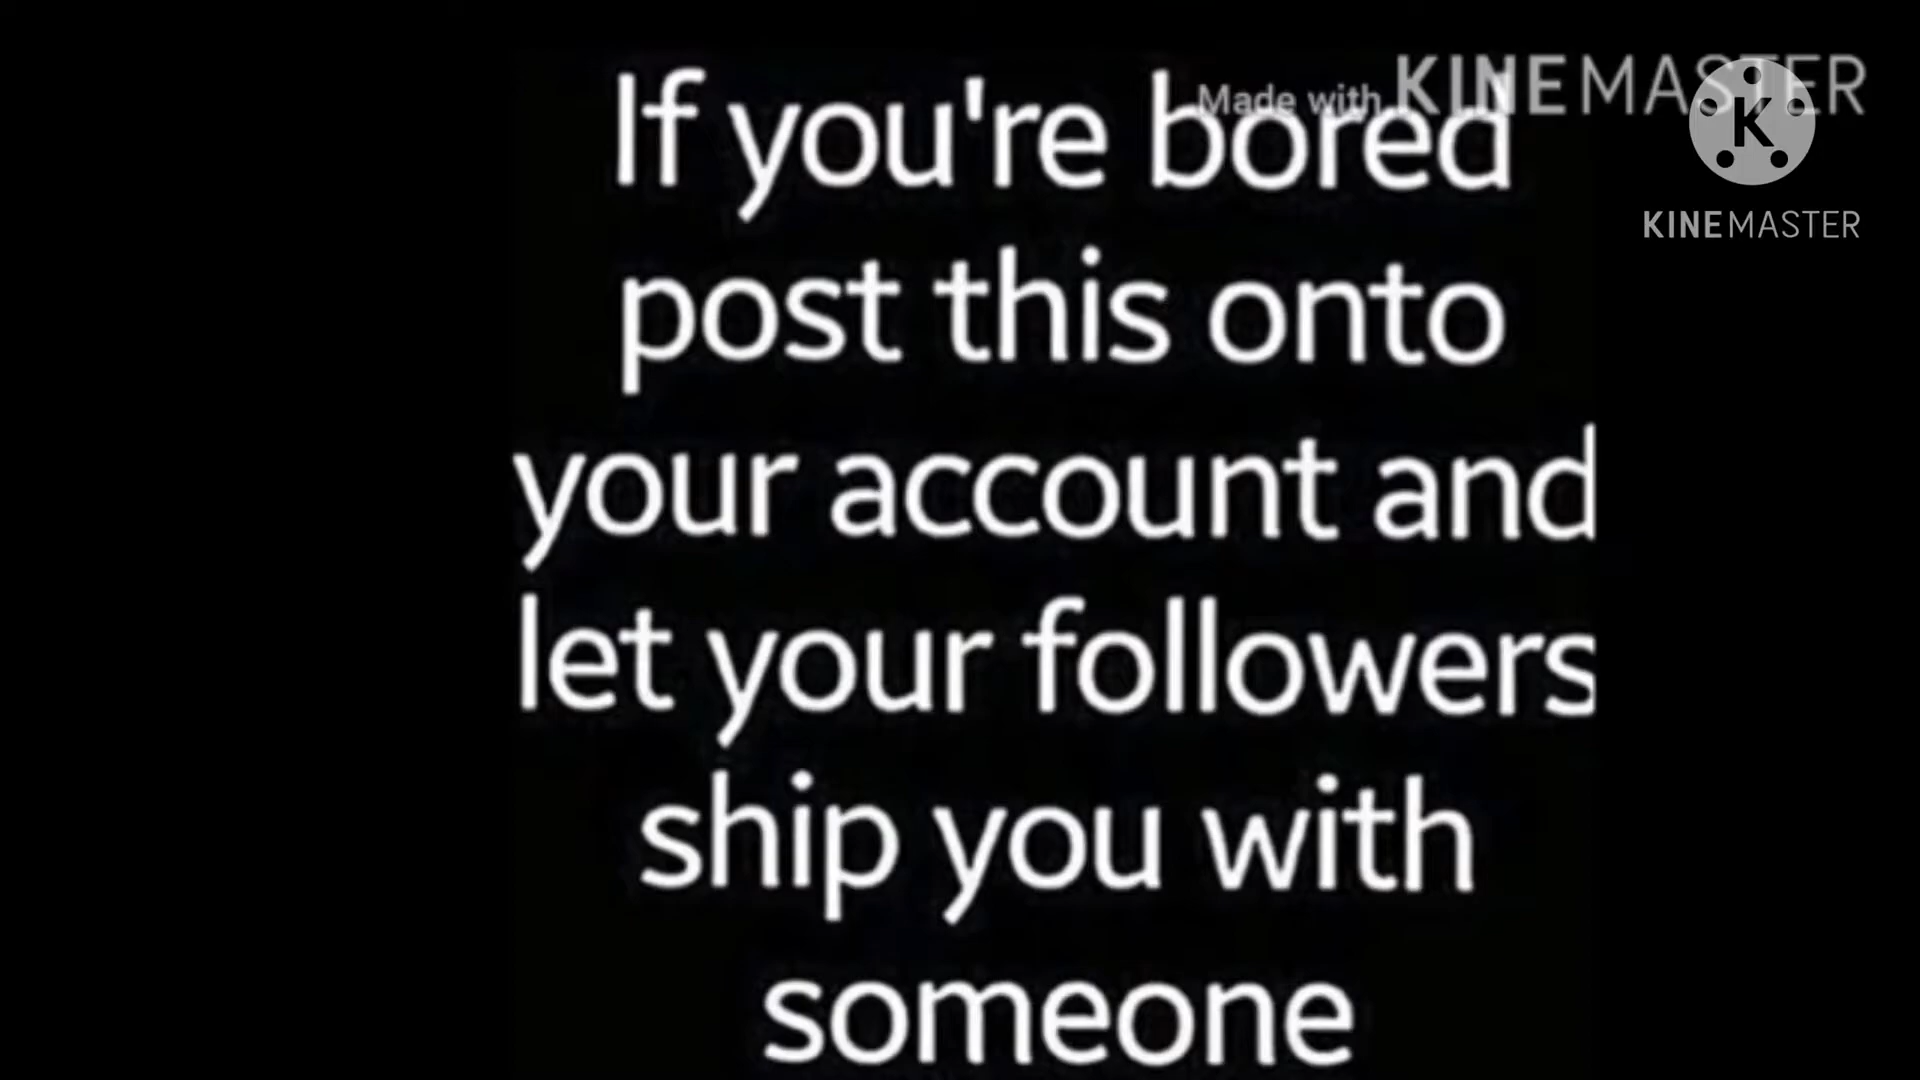 If you're bored
Made with KINEMASTER
K
KINEMASTER
post this onto
your account and
let your followers
ship you with
someone